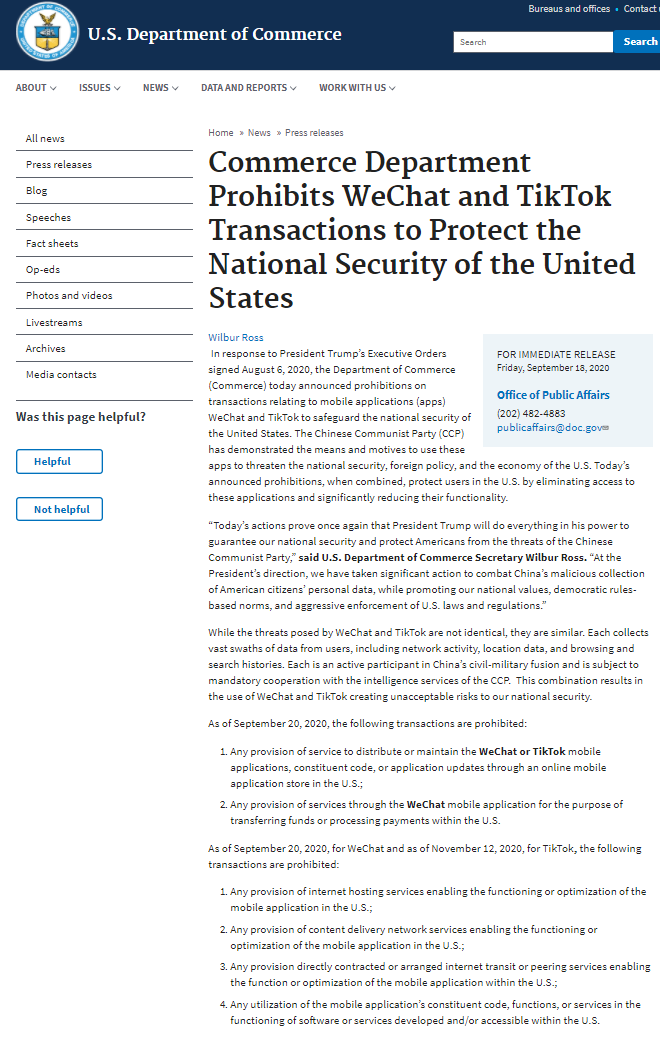 Bureaus and offices • Contact
U.S. Department of Commerce
Search
Search
ABOUT
ISSUES
NEWS
DATA AND REPORTS
WORK WITH US
All news
Press releases
Blog
Speeches
Fact sheets
Op-eds
Photos and videos
Livestreams
Archives
Media contacts
Was this page helpful?
Helpful
Not helpful
Home » News » Press releases
Commerce Department
Prohibits WeChat and TikTok
Transactions to Protect the
National Security of the United
States
FOR IMMEDIATE RELEASE
Friday, September 18, 2020
Office of Public Affairs
(202) 482-4883
publicaffairs@doc.gov
Wilbur Ross
In response to President Trump’s Executive Orders
signed August 6, 2020, the Department of Commerce
(Commerce) today announced prohibitions on
transactions relating to mobile applications (apps)
WeChat and TikTok to safeguard the national security of
the United States. The Chinese Communist Party (CCP)
has demonstrated the means and motives to use these
apps to threaten the national security, foreign policy, and the economy of the U.S. Today’s
announced prohibitions, when combined, protect users in the U.S. by eliminating access to
these applications and significantly reducing their functionality.
“Today’s actions prove once again that President Trump will do everything in his power to
guarantee our national security and protect Americans from the threats of the Chinese
Communist Party,” said U.S. Department of Commerce Secretary Wilbur Ross. “At the
President’s direction, we have taken significant action to combat China’s malicious collection
of American citizens’ personal data, while promoting our national values, democratic rules-
based norms, and aggressive enforcement of U.S. laws and regulations.”
While the threats posed by WeChat and TikTok are not identical, they are similar. Each collects
vast swaths of data from users, including network activity, location data, and browsing and
search histories. Each is an active participant in China’s civil-military fusion and is subject to
mandatory cooperation with the intelligence services of the CCP. This combination results in
the use of WeChat and TikTok creating unacceptable risks to our national security.
As of September 20, 2020, the following transactions are prohibited:
1. Any provision of service to distribute or maintain the WeChat or TikTok mobile
applications, constituent code, or application updates through an online mobile
application store in the U.S.;
2. Any provision of services through the WeChat mobile application for the purpose of
transferring funds or processing payments within the U.S.
As of September 20, 2020, for WeChat and as of November 12, 2020, for TikTok, the following
transactions are prohibited:
1. Any provision of internet hosting services enabling the functioning or optimization of the
mobile application in the U.S.;
2. Any provision of content delivery network services enabling the functioning or
optimization of the mobile application in the U.S.;
3. Any provision directly contracted or arranged internet transit or peering services enabling
the function or optimization of the mobile application within the U.S.;
4. Any utilization of the mobile application’s constituent code, functions, or services in the
functioning of software or services developed and/or accessible within the U.S.